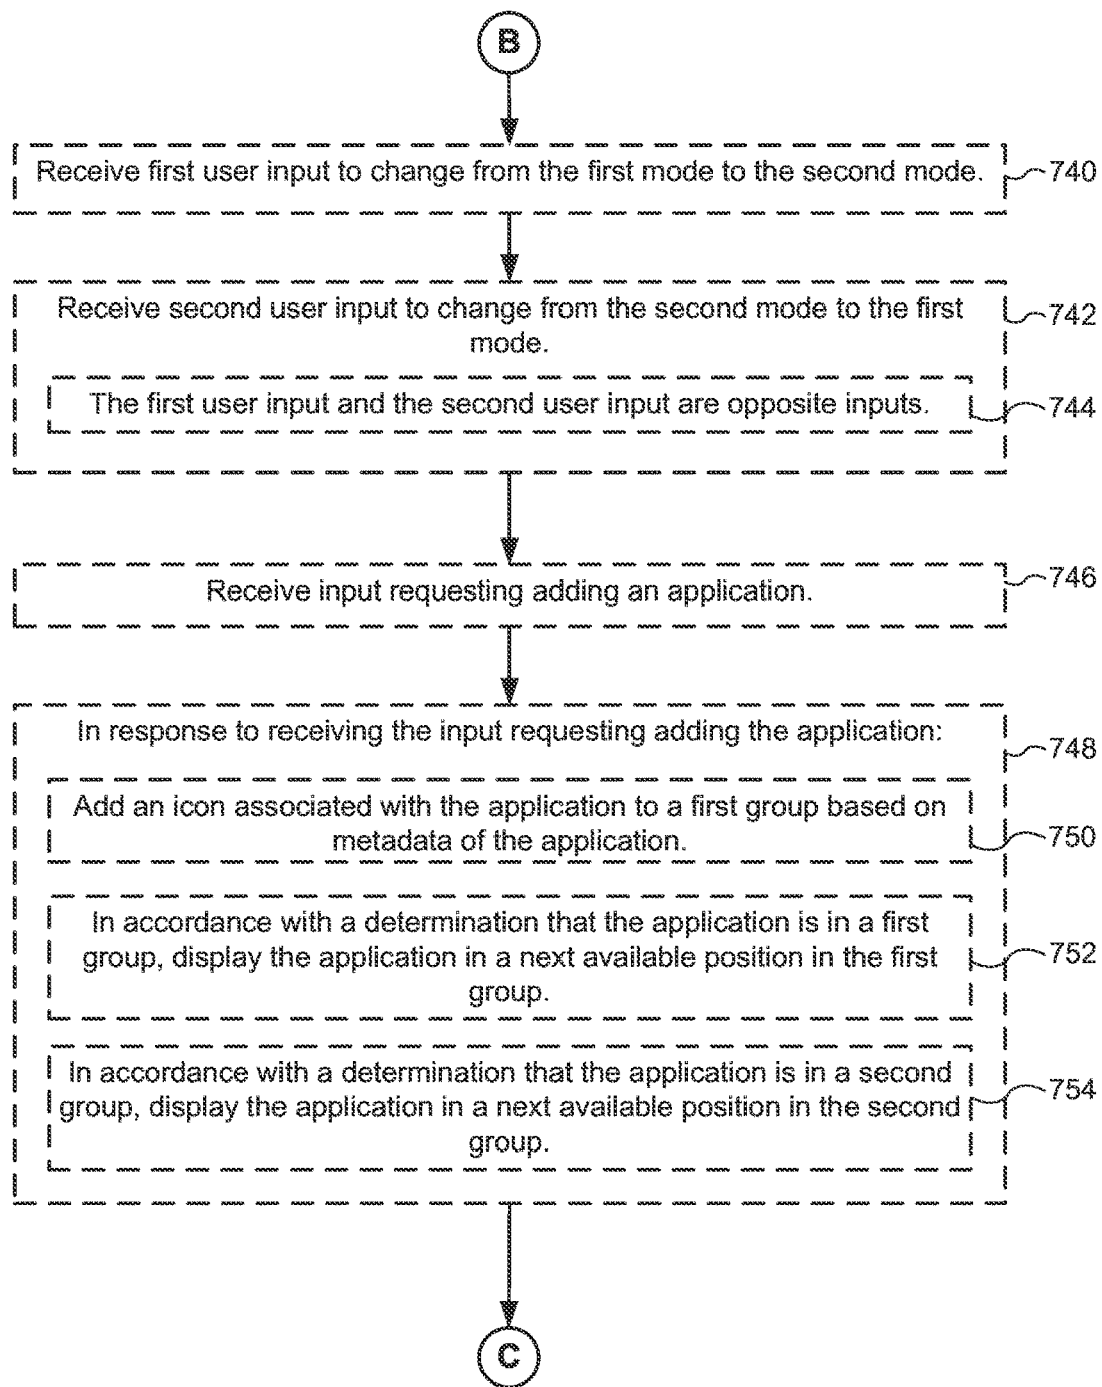 B
Receive first user input to change from the first mode to the second mode.
740
Receive second user input to change from the second mode to the first
mode.
742
The first user input and the second user input are opposite inputs.
744
Receive input requesting adding an application.
746
In response to receiving the input requesting adding the application:
748
Add an icon associated with the application to a first group based on
metadata of the application.
750
In accordance with a determination that the application is in a first
group, display the application in a next available position in the first
group.
752
In accordance with a determination that the application is in a second
group, display the application in a next available position in the second
group.
754
C